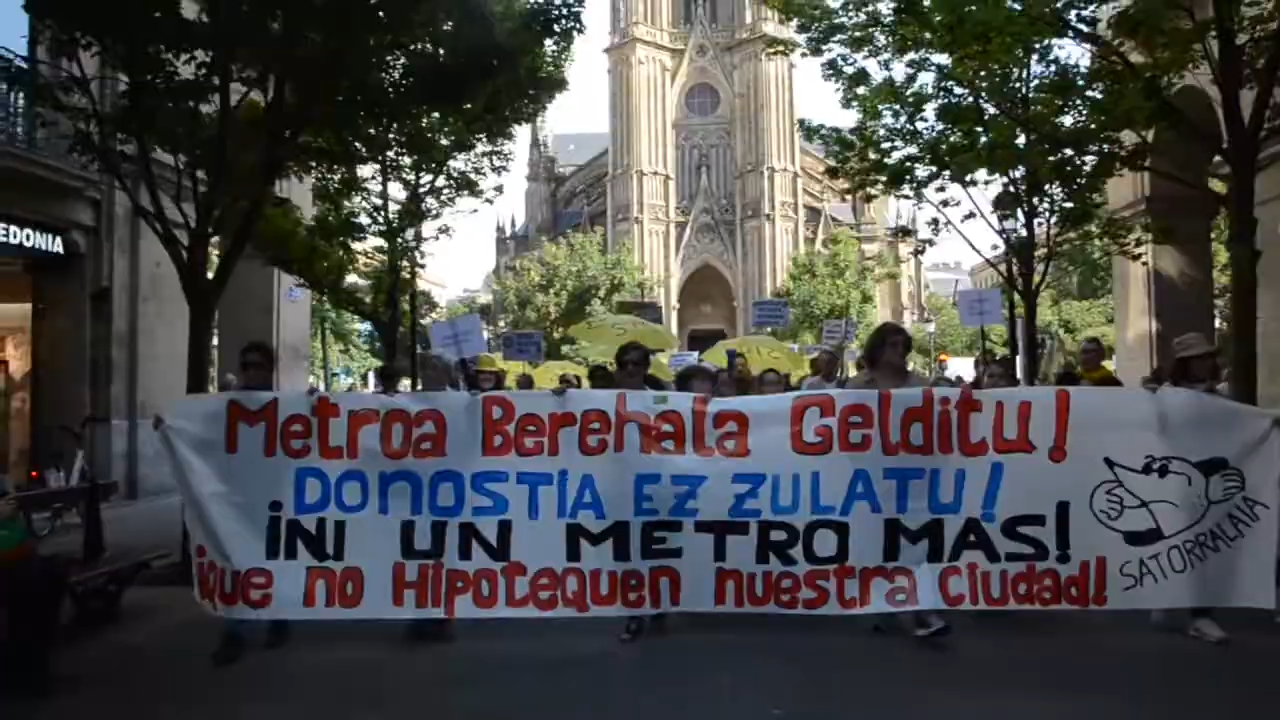 EDONIA
Metroa Berehala Gelditu!
DONOSTIA EZ ZULATU!
¡NI UN METRO MAS!
¡Que no Hipotequen nuestra Ciudad!
SATORRALAIA